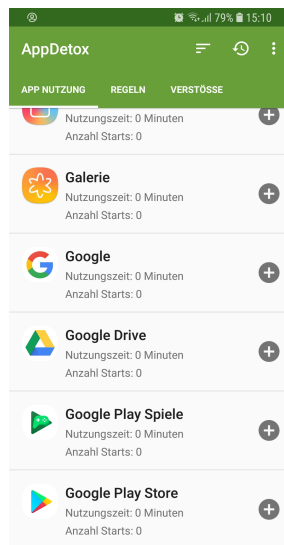 79% 15:10
AppDetox
APP NUTZUNG REGELN VERSTÖSSE
Nutzungszeit: 0 Minuten
Anzahl Starts: 0
Galerie
Nutzungszeit: 0 Minuten
Anzahl Starts: 0
Google
Nutzungszeit: 0 Minuten
Anzahl Starts: 0
Google Drive
Nutzungszeit: 0 Minuten
Anzahl Starts: 0
Google Play Spiele
Nutzungszeit: 0 Minuten
Anzahl Starts: 0
Google Play Store
Nutzungszeit: 0 Minuten
Anzahl Starts: 0